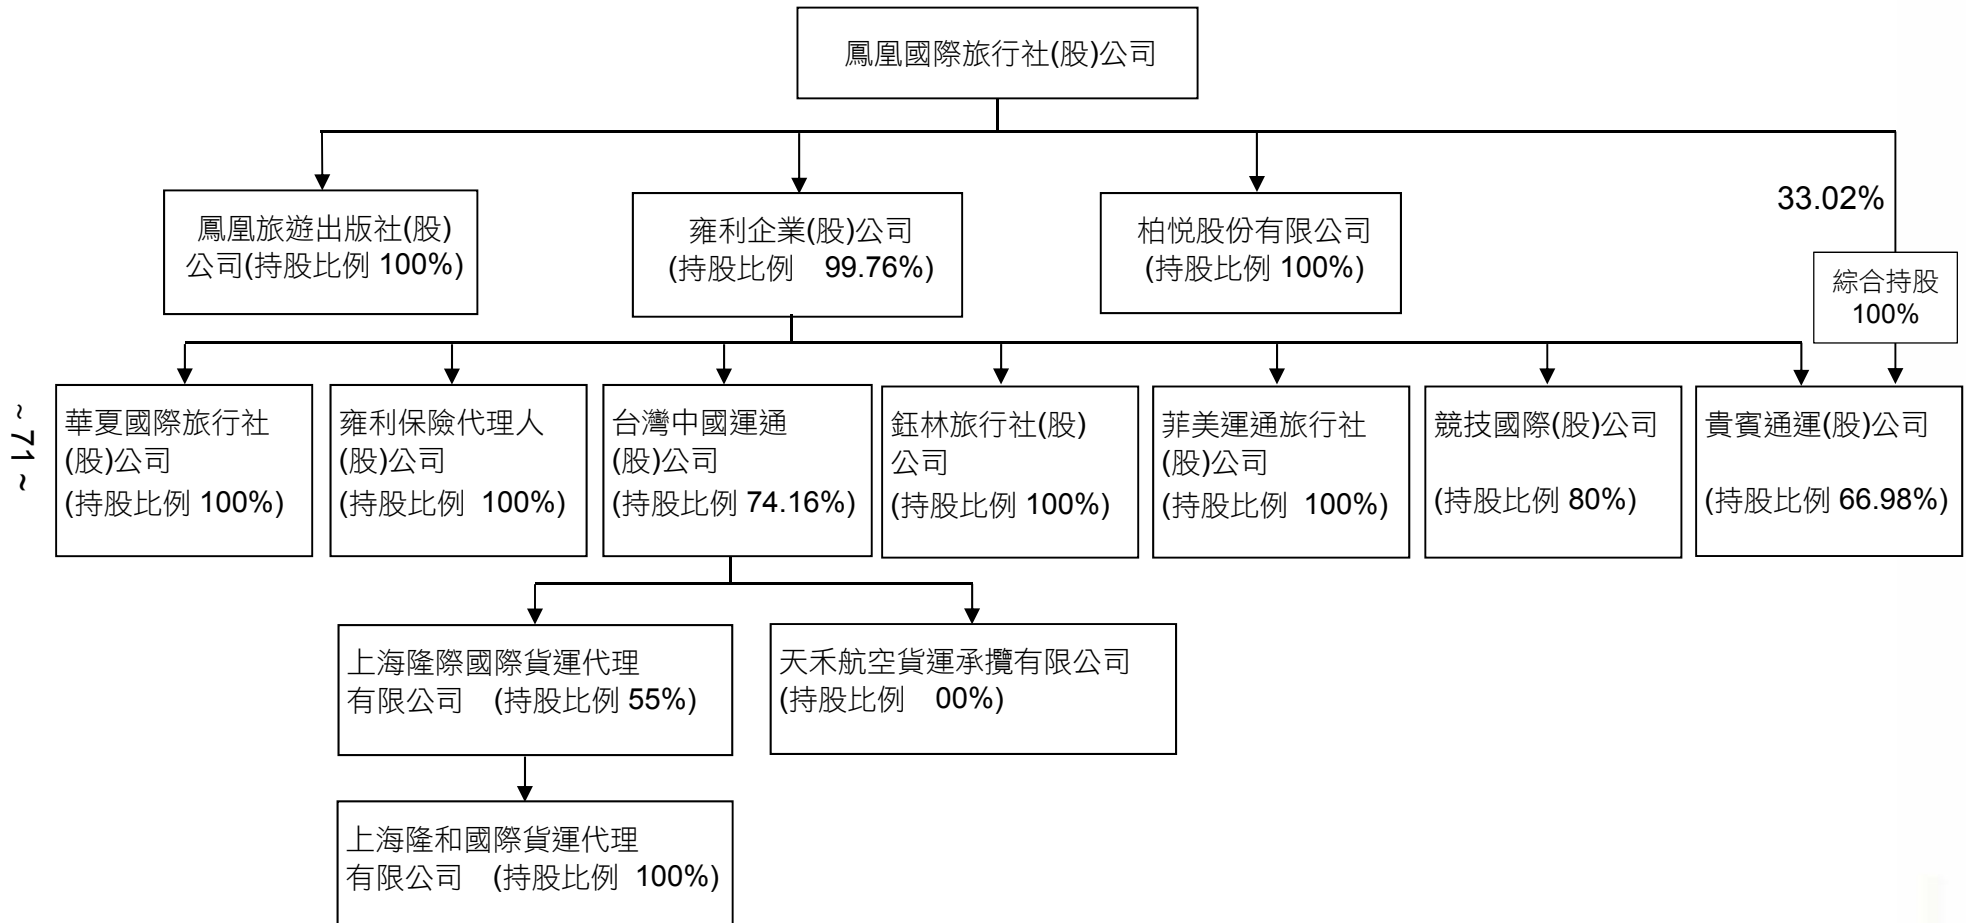 鳳凰國際旅行社(股)公司
鳳凰旅遊出版社(股)
公司(持股比例 100%)
雍利企業(股)公司
(持股比例 99.76%)
柏悅股份有限公司
(持股比例 100%)
33.02%
綜合持股
100%
華夏國際旅行社
(股)公司
(持股比例 100%)
雍利保險代理人
(股)公司
(持股比例 100%)
台灣中國運通
(股)公司
(持股比例 74.16%)
鈺林旅行社(股)
公司
(持股比例 100%)
菲美運通旅行社
(股)公司
(持股比例 100%)
競技國際(股)公司
(持股比例 80%)
貴賓通運(股)公司
(持股比例 66.98%)
上海隆際國際貨運代理
有限公司 (持股比例 55%)
天禾航空貨運承攬有限公司
(持股比例 00%)
上海隆和國際貨運代理
有限公司 (持股比例 100%)
~ 71 ~